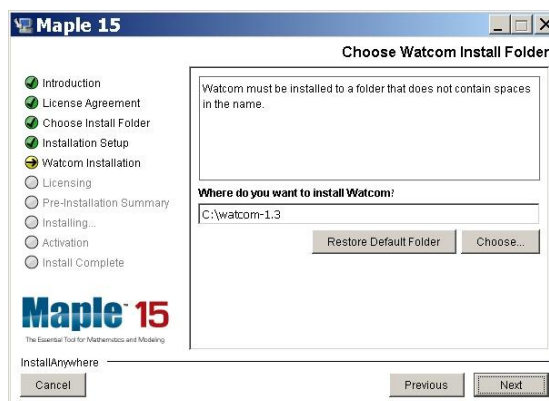 Maple 15
Choose Watcom Install Folder
Introduction
License Agreement
Choose Install Folder
Installation Setup
Watcom Installation
Licensing
Pre-Installation Summary
Installing...
Activation
Install Complete
Watcom must be installed to a folder that does not contain spaces
in the name.
Where do you want to install Watcom?
C:\watcom-1.3
Restore Default Folder
Choose...
Maple 15
The Essential Tool for Mathematics and Modeling
InstallAnywhere
Cancel
Previous
Next